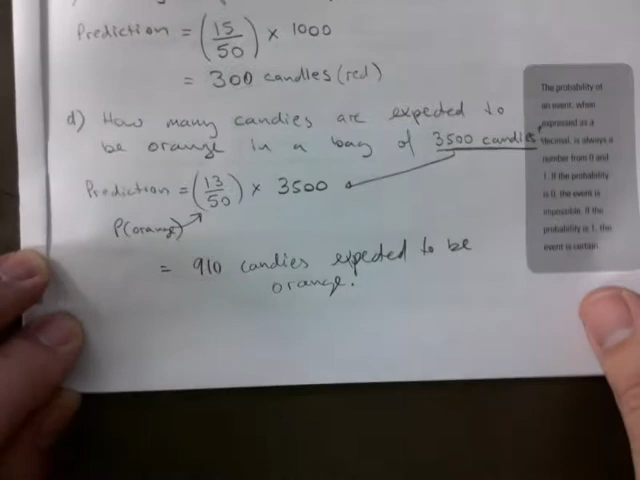 Prediction = (15/50) × 1000
= 300 candles (red)
d) How many candies are expected to
be orange in a bag of 3500 candies?
Prediction = (13/50) × 3500
P(orange)
= 910 candies expected to be
orange.
The probability of
an event, when
expressed as a
decimal, is always a
number from 0 and
1. If the probability
is 0, the event is
impossible. If the
probability is 1, the
event is certain.